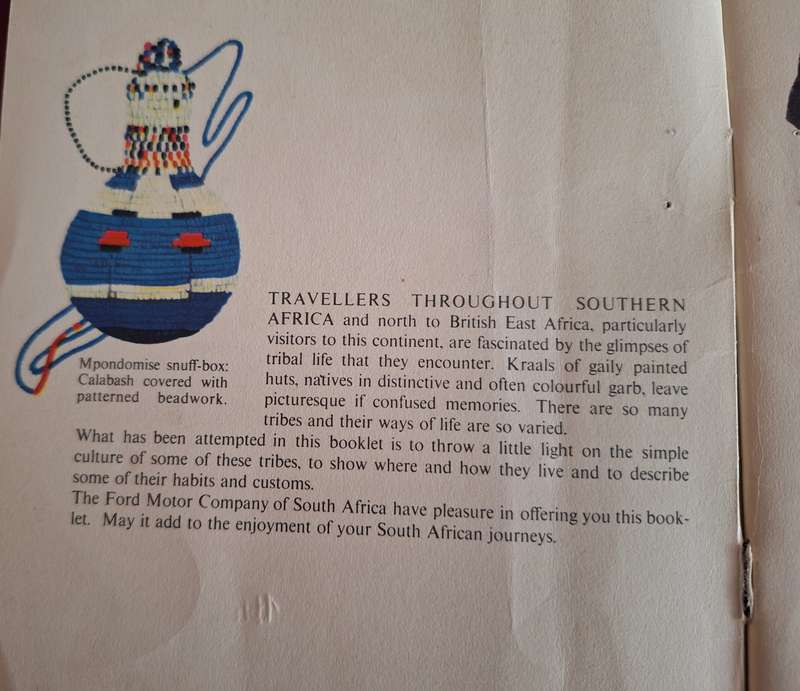 TRAVELLERS THROUGHOUT SOUTHERN
AFRICA and north to British East Africa, particularly
visitors to this continent, are fascinated by the glimpses of
tribal life that they encounter. Kraals of gaily painted
huts, natives in distinctive and often colourful garb, leave
picturesque if confused memories. There are so many
tribes and their ways of life are so varied.
Mpondomise snuff-box:
Calabash covered with
patterned beadwork.
What has been attempted in this booklet is to throw a little light on the simple
culture of some of these tribes, to show where and how they live and to describe
some of their habits and customs.
The Ford Motor Company of South Africa have pleasure in offering you this book-
let. May it add to the enjoyment of your South African journeys.